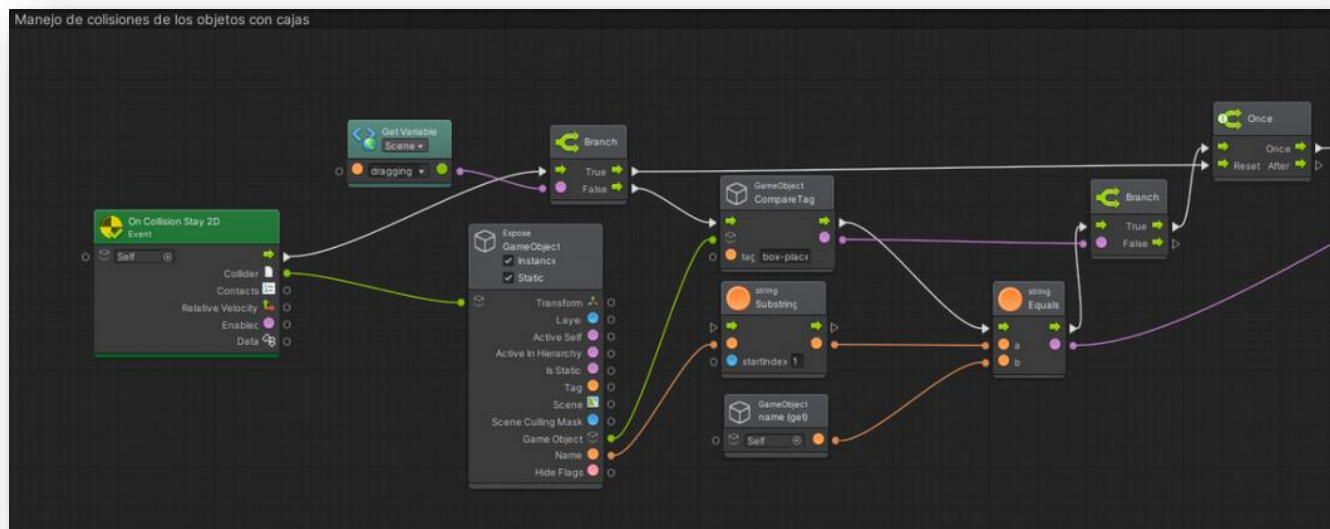 Manejo de colisiones de los objetos con cajas
Get Variable
Scene
dragging
Branch
True
False
On Collision Stay 2D
Event
Self
Collider
Contacts
Relative Velocity
Enabled
Data
Expose
GameObject
Instance
Static
Transform
Layer
Active Self
Active In Hierarchy
Is Static
Tag
Scene
Scene Culling Mask
Game Object
Name
Hide Flags
GameObject
CompareTag
tag box-place
string
Substring
startIndex 1
GameObject
name (get)
Self
string
Equals
a
b
Branch
True
False
Once
Once
Reset After